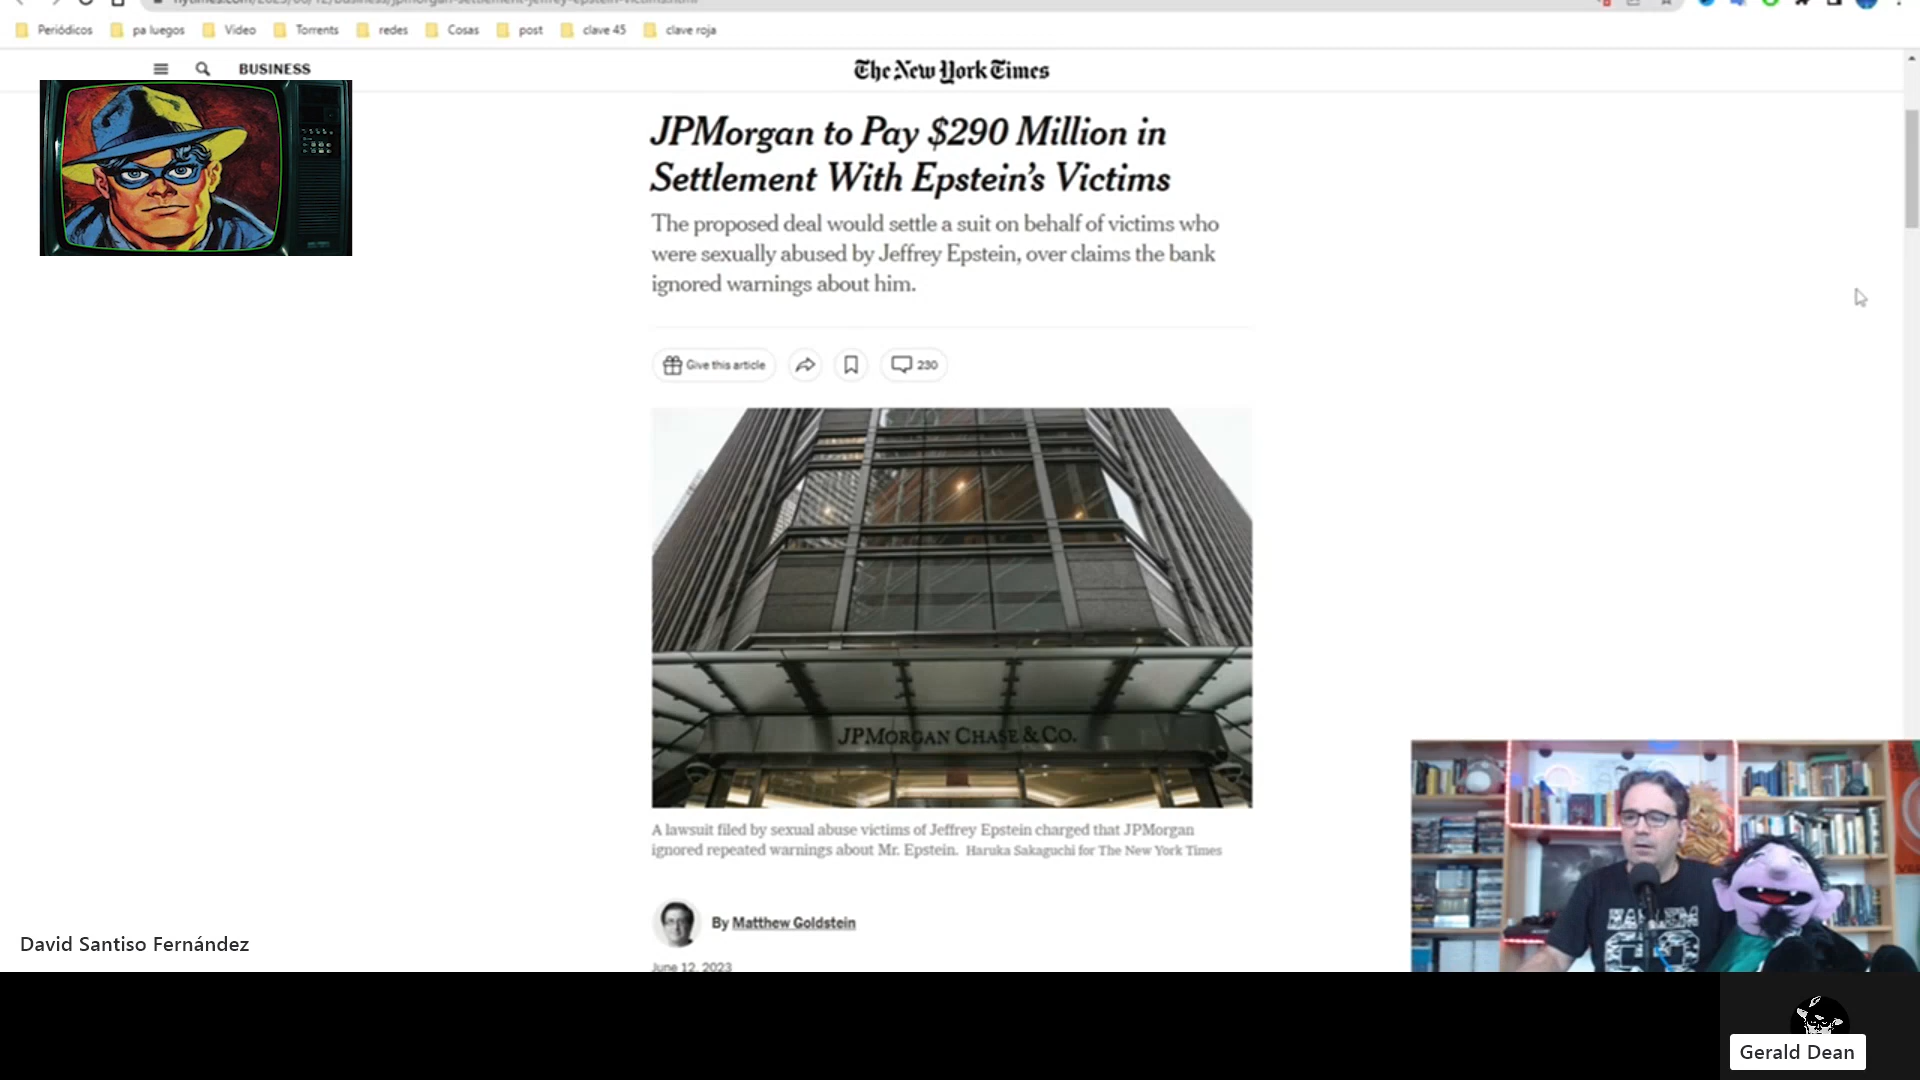 Periódicos pa luegos Video Torrents redes Cosas post clave 45 clave roja
BUSINESS
The New York Times
JPMorgan to Pay $290 Million in
Settlement With Epstein's Victims
The proposed deal would settle a suit on behalf of victims who
were sexually abused by Jeffrey Epstein, over claims the bank
ignored warnings about him.
Give this article
230
JPMORGAN CHASE & CO.
A lawsuit filed by sexual abuse victims of Jeffrey Epstein charged that JPMorgan
ignored repeated warnings about Mr. Epstein. Haruka Sakaguchi for The New York Times
By Matthew Goldstein
June 12, 2023
David Santiso Fernández
Gerald Dean